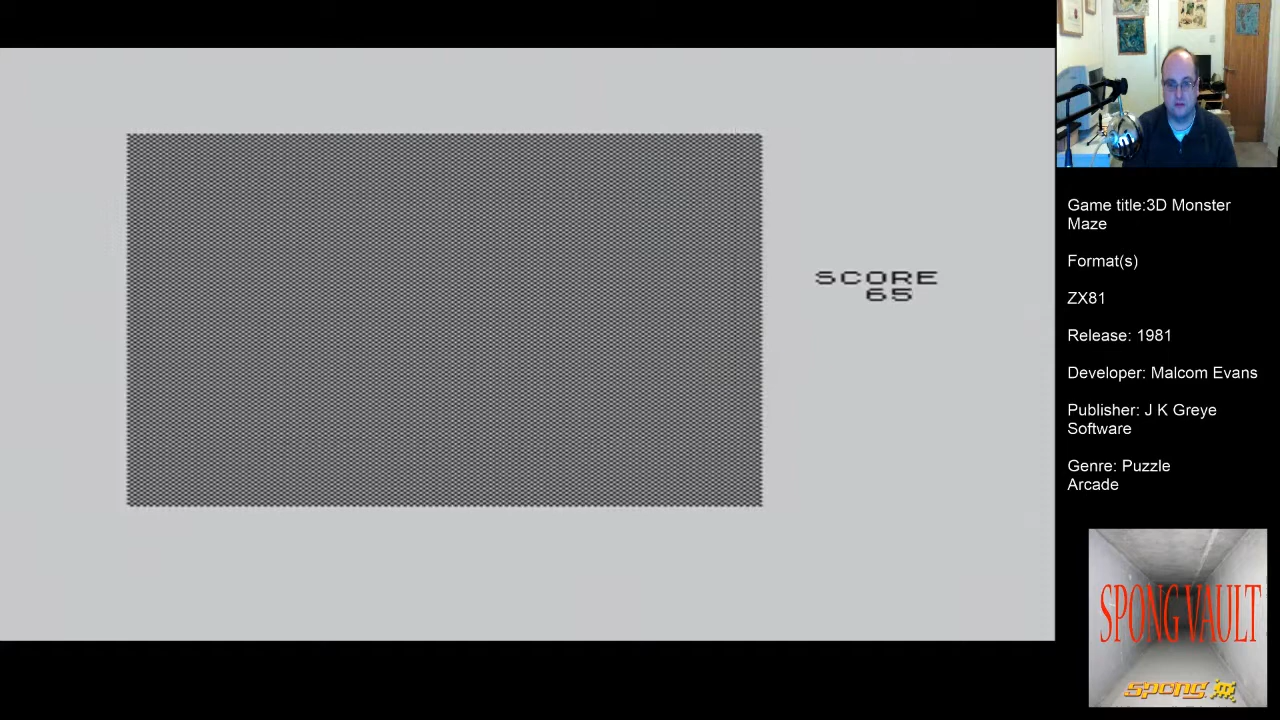 SCORE
65
Game title:3D Monster
Maze
Format(s)
ZX81
Release: 1981
Developer: Malcom Evans
Publisher: J K Greye
Software
Genre: Puzzle
Arcade
SPONG VAULT
spong